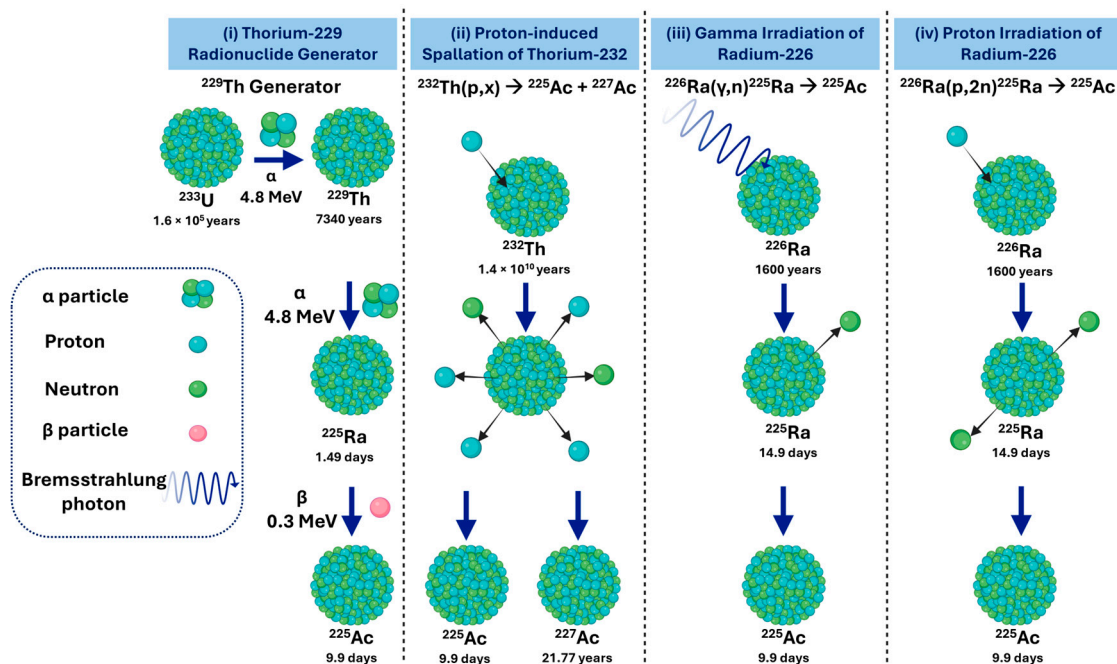 (i) Thorium-229
Radionuclide Generator
²²⁹Th Generator
²³³U
1.6 × 10⁵ years
α
4.8 MeV
²²⁹Th
7340 years
α
4.8 MeV
²²⁵Ra
1.49 days
β
0.3 MeV
²²⁵Ac
9.9 days
α particle
Proton
Neutron
β particle
Bremsstrahlung
photon
(ii) Proton-induced
Spallation of Thorium-232
²³²Th(p,x) → ²²⁵Ac + ²²⁷Ac
²³²Th
1.4 × 10¹⁰ years
²²⁵Ac
9.9 days
²²⁷Ac
21.77 years
(iii) Gamma Irradiation of
Radium-226
²²⁶Ra(γ,n)²²⁵Ra → ²²⁵Ac
²²⁶Ra
1600 years
²²⁵Ra
14.9 days
²²⁵Ac
9.9 days
(iv) Proton Irradiation of
Radium-226
²²⁶Ra(p,2n)²²⁵Ra → ²²⁵Ac
²²⁶Ra
1600 years
²²⁵Ra
14.9 days
²²⁵Ac
9.9 days